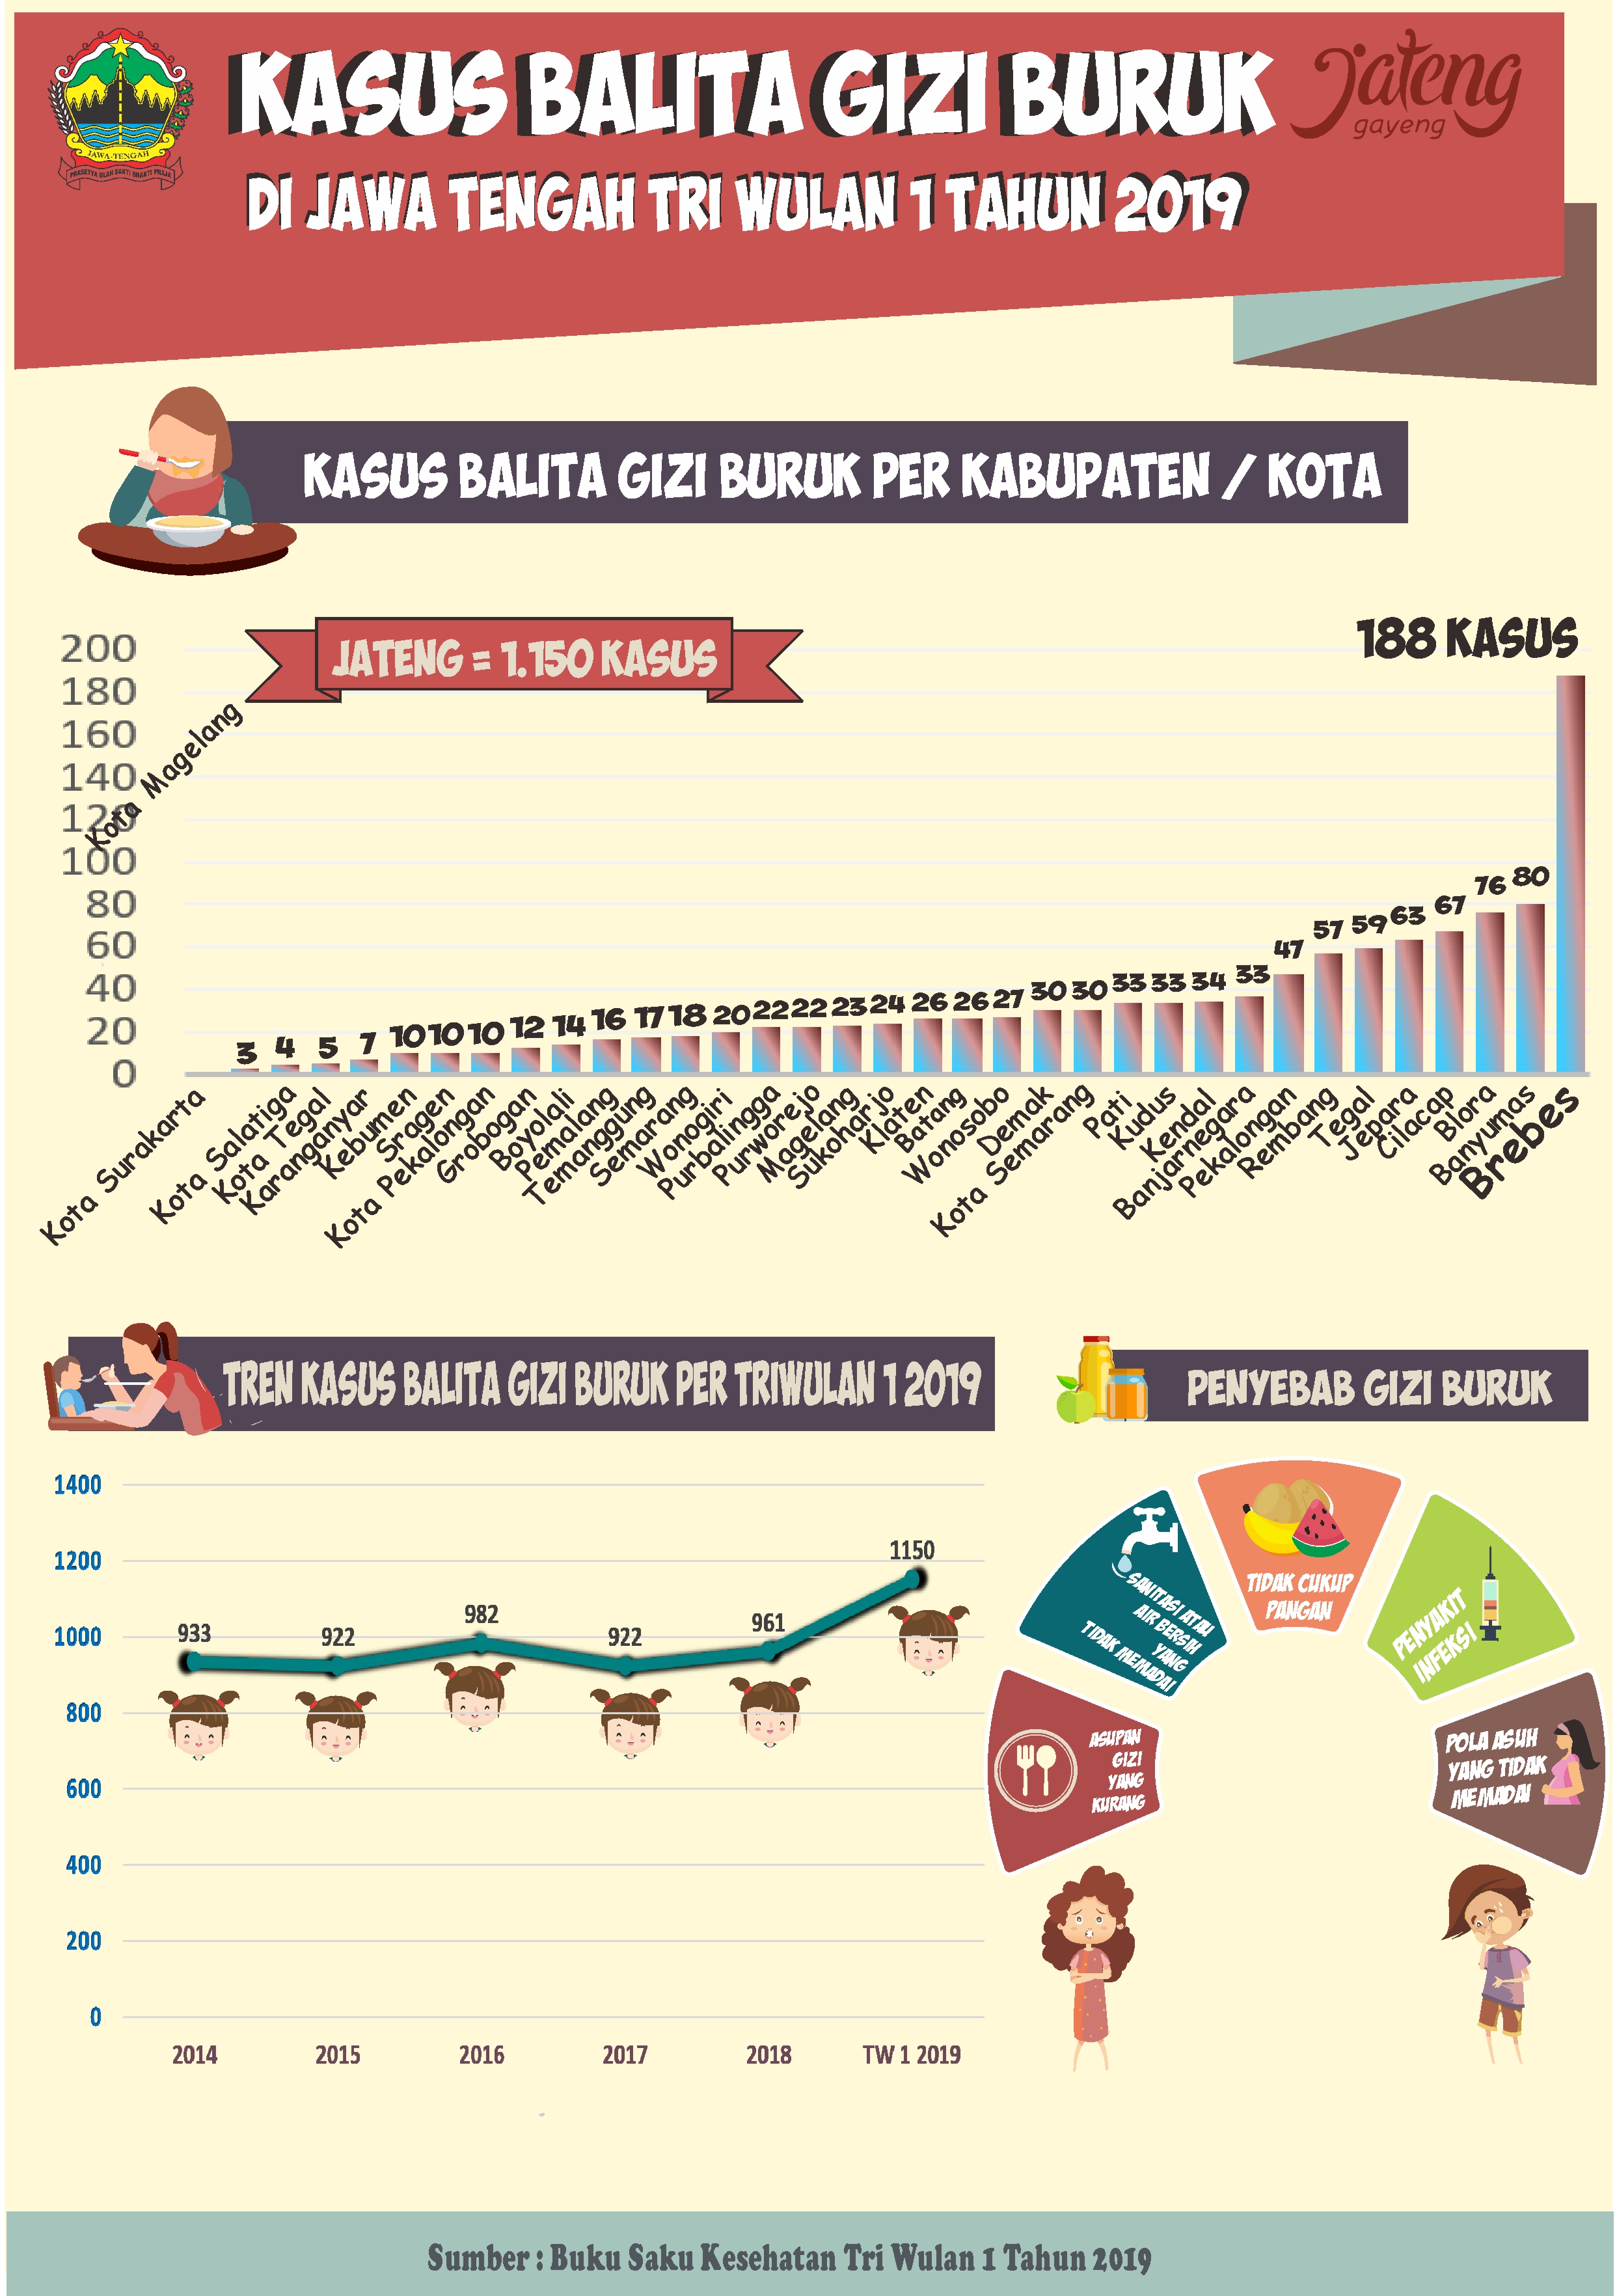 KASUS BALITA GIZI BURUK
DI JAWA TENGAH TRI WULAN 1 TAHUN 2019
Jateng
gayeng
JAWA-TENGAH
PRASETYA ULAH SAKTI BHAKTI PRAJA
KASUS BALITA GIZI BURUK PER KABUPATEN / KOTA
JATENG = 1.150 KASUS
188 KASUS
200
180
160
140
120
100
80
60
40
20
0
Kota Magelang
3 4 5 7 10 10 10 12 14 16 17 18 20 22 22 23 24 26 26 27 30 30 33 33 34 33 47 57 59 63 67 76 80
Kota Surakarta
Kota Salatiga
Kota Tegal
Karanganyar
Kebumen
Sragen
Kota Pekalongan
Grobogan
Boyolali
Pemalang
Temanggung
Semarang
Wonogiri
Purbalingga
Purworejo
Magelang
Sukoharjo
Klaten
Batang
Wonosobo
Demak
Kota Semarang
Pati
Kudus
Kendal
Banjarnegara
Pekalongan
Rembang
Tegal
Jepara
Cilacap
Blora
Banyumas
Brebes
TREN KASUS BALITA GIZI BURUK PER TRIWULAN 1 2019
1400
1200
1000
800
600
400
200
0
933
922
982
922
961
1150
2014
2015
2016
2017
2018
TW 1 2019
PENYEBAB GIZI BURUK
ASUPAN
GIZI
YANG
KURANG
SANITASI ATAU
AIR BERSIH
YANG
TIDAK MEMADAI
TIDAK CUKUP
PANGAN
PENYAKIT
INFEKSI
POLA ASUH
YANG TIDAK
MEMADAI
Sumber : Buku Saku Kesehatan Tri Wulan 1 Tahun 2019